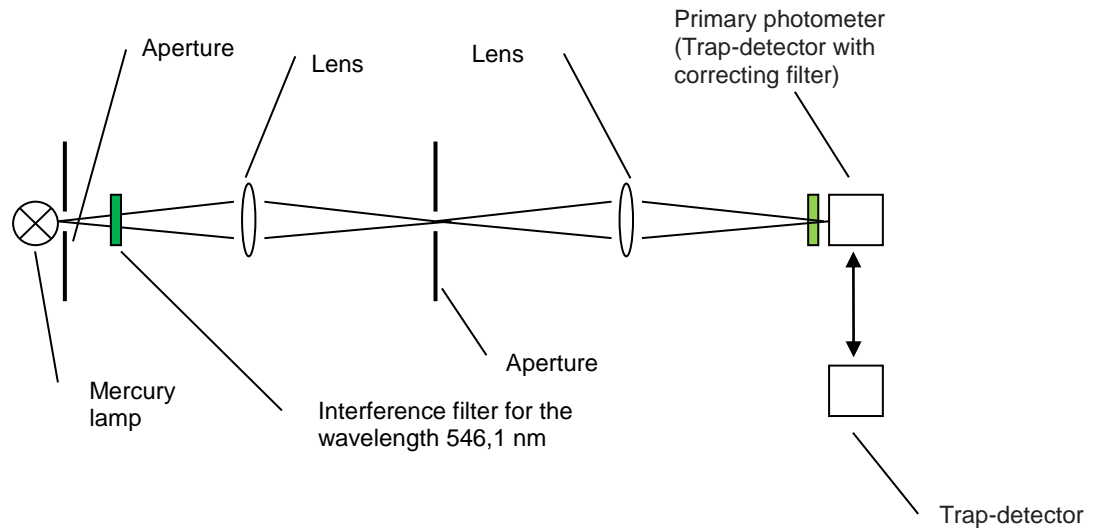 Aperture
Lens
Lens
Primary photometer
(Trap-detector with
correcting filter)
Mercury
lamp
Interference filter for the
wavelength 546,1 nm
Aperture
Trap-detector